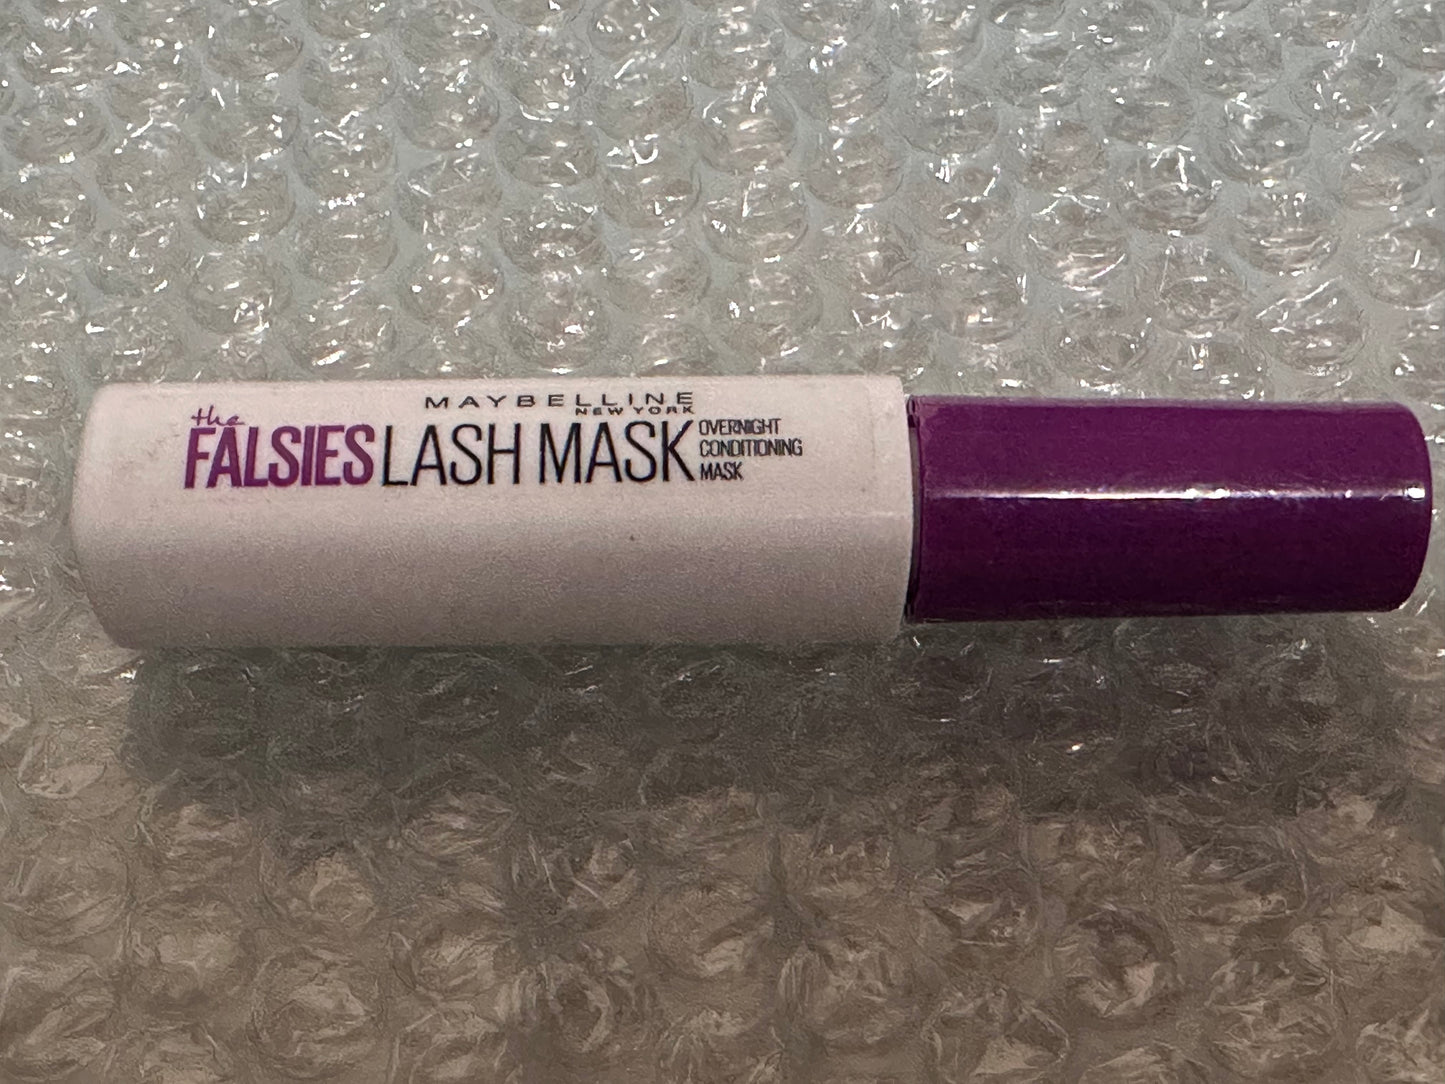 MAYBELLINE
NEW YORK
the
FALSIES LASH MASK
OVERNIGHT
CONDITIONING
MASK